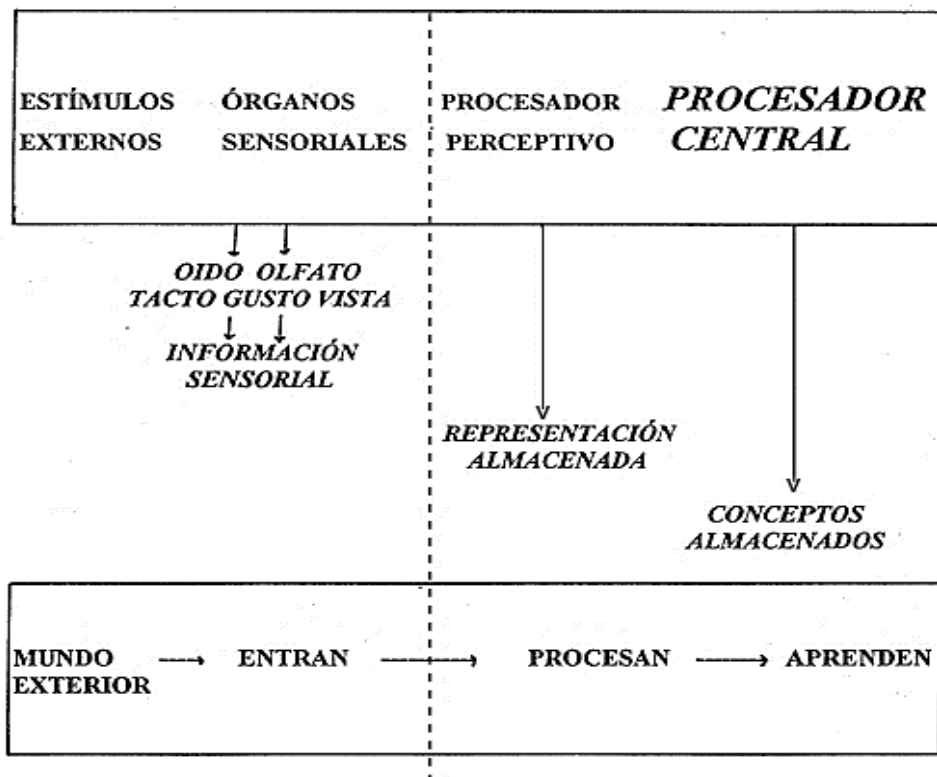 ESTÍMULOS ÓRGANOS PROCESADOR PROCESADOR
EXTERNOS SENSORIALES PERCEPTIVO CENTRAL
OIDO OLFATO
TACTO GUSTO VISTA
INFORMACIÓN
SENSORIAL
REPRESENTACIÓN
ALMACENADA
CONCEPTOS
ALMACENADOS
MUNDO ENTRAN PROCESAN APRENDEN
EXTERIOR